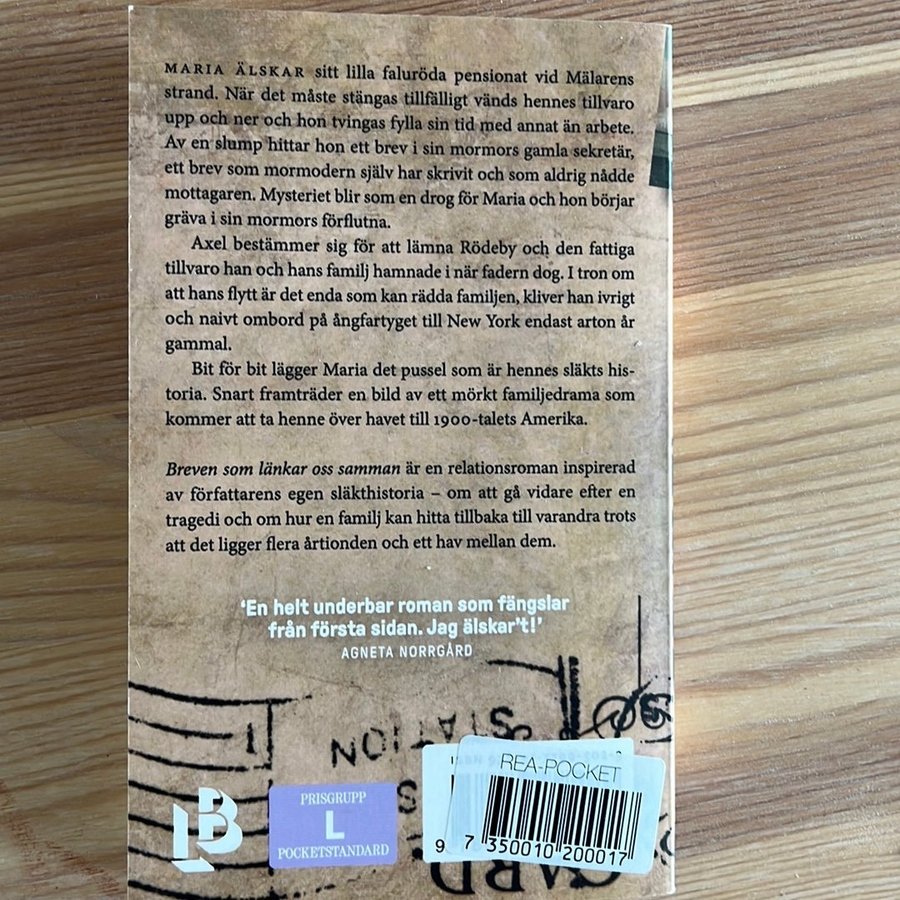 MARIA ÄLSKAR sitt lilla faluröda pensionat vid Mälarens
strand. När det måste stängas tillfälligt vänds hennes tillvaro
upp och ner och hon tvingas fylla sin tid med annat än arbete.
Av en slump hittar hon ett brev i sin mormors gamla sekretär,
ett brev som mormodern själv har skrivit och som aldrig nådde
mottagaren. Mysteriet blir som en drog för Maria och hon börjar
gräva i sin mormors förflutna.
Axel bestämmer sig för att lämna Rödeby och den fattiga
tillvaro han och hans familj hamnade i när fadern dog. I tron om
att hans flytt är det enda som kan rädda familjen, kliver han ivrigt
och naivt ombord på ångfartyget till New York endast arton år
gammal.
Bit för bit lägger Maria det pussel som är hennes släkts his-
toria. Snart framträder en bild av ett mörkt familjedrama som
kommer att ta henne över havet till 1900-talets Amerika.
Breven som länkar oss samman är en relationsroman inspirerad
av författarens egen släkthistoria – om att gå vidare efter en
tragedi och om hur en familj kan hitta tillbaka till varandra trots
att det ligger flera årtionden och ett hav mellan dem.
'En helt underbar roman som fängslar
från första sidan. Jag älskar't!'
AGNETA NORRGÅRD
STATION
REA-POCKET
LB
PRISGRUPP
L
POCKETSTANDARD
9
7 350010 200017